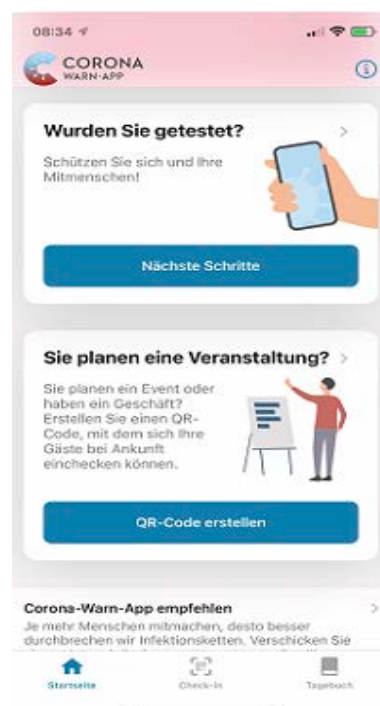 08:34
CORONA
WARN-APP
Wurden Sie getestet?
Schützen Sie sich und Ihre
Mitmenschen!
Nächste Schritte
Sie planen eine Veranstaltung?
Sie planen ein Event oder
haben ein Geschäft?
Erstellen Sie einen QR-
Code, mit dem sich Ihre
Gäste bei Ankunft
einchecken können.
QR-Code erstellen
Corona-Warn-App empfehlen
Je mehr Menschen mitmachen, desto besser
durchbrechen wir Infektionsketten. Verschicken Sie
Startseite
Check-in
Tagebuch